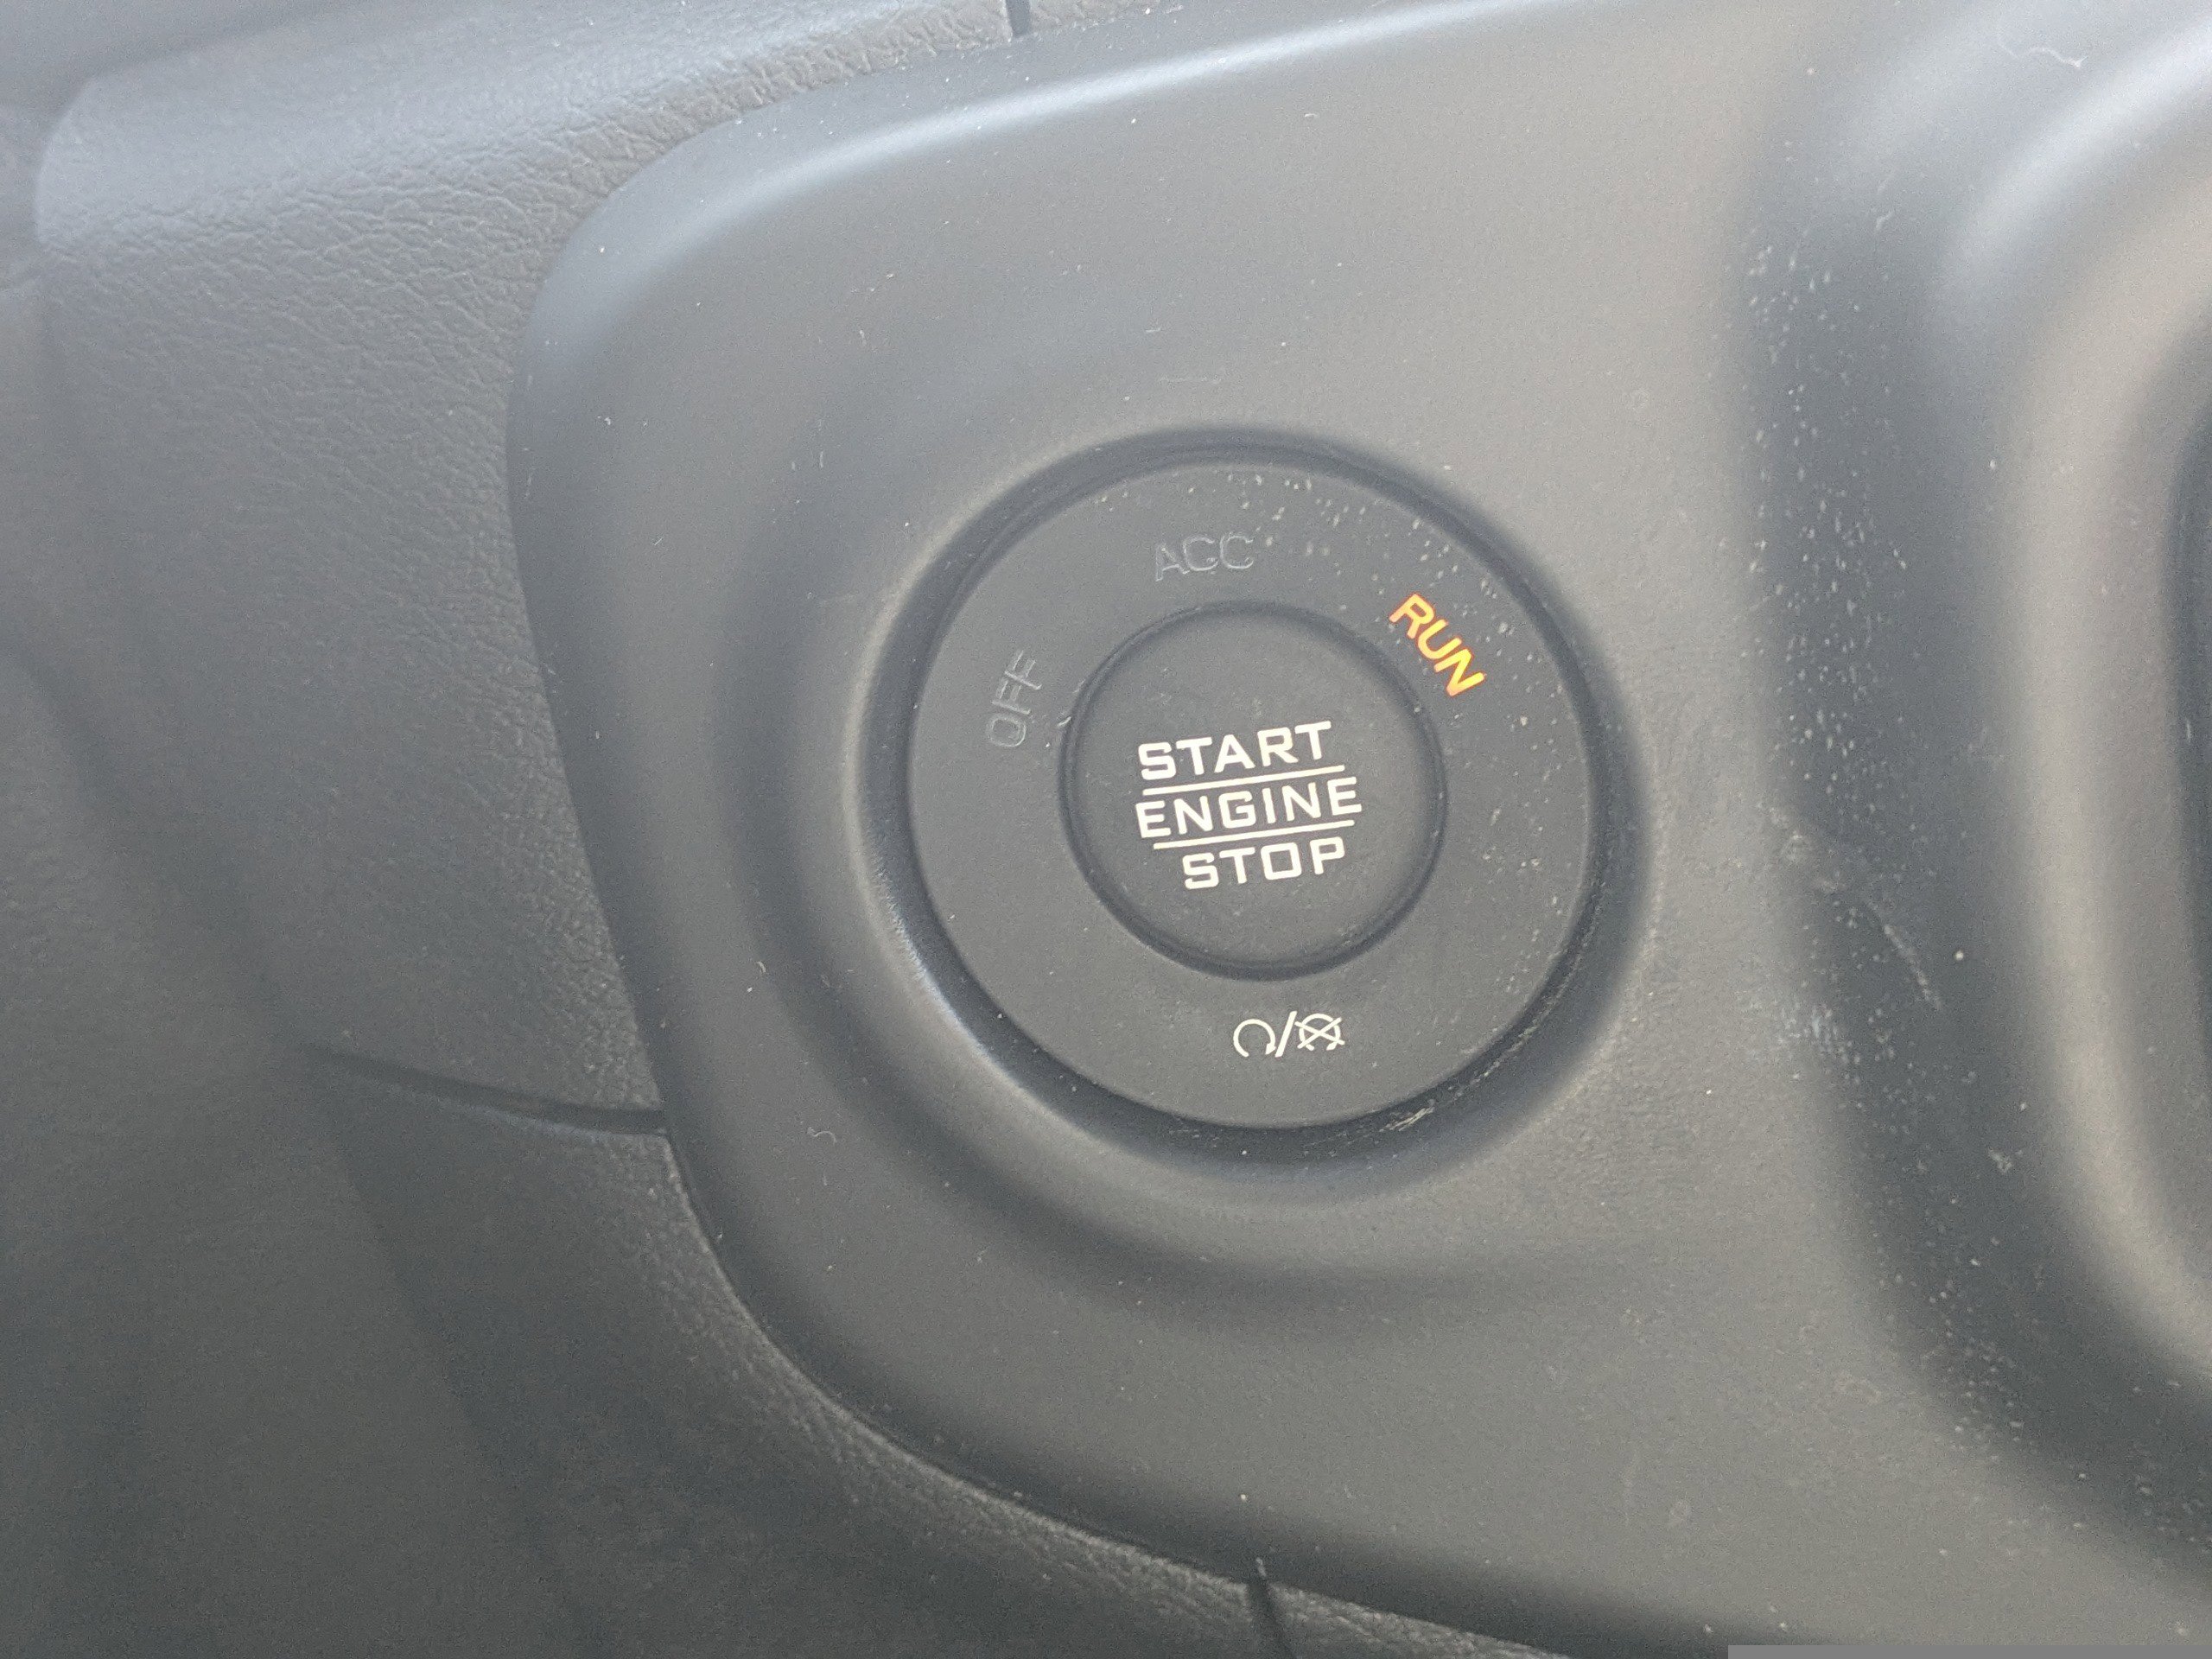 ACC
RUN
OFF
START
ENGINE
STOP